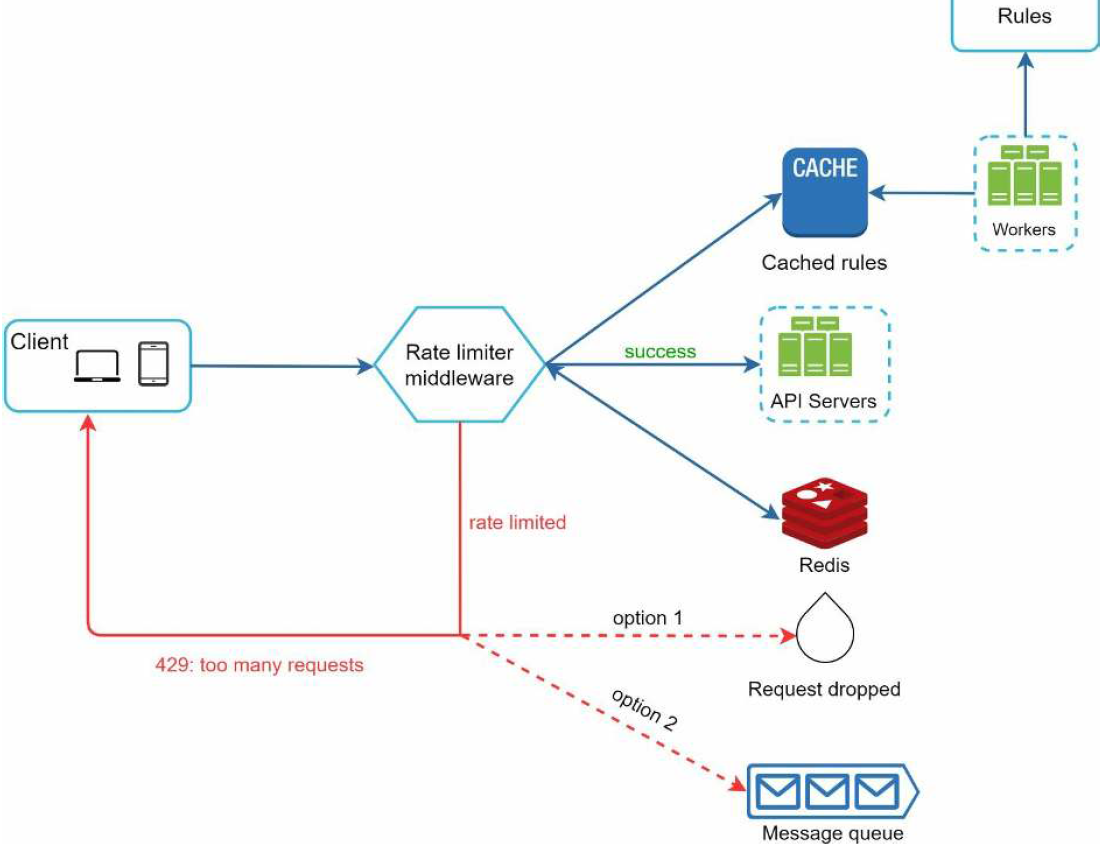 Rules
CACHE
Workers
Cached rules
Client
Rate limiter
middleware
success
API Servers
rate limited
Redis
option 1
429: too many requests
Request dropped
option 2
Message queue